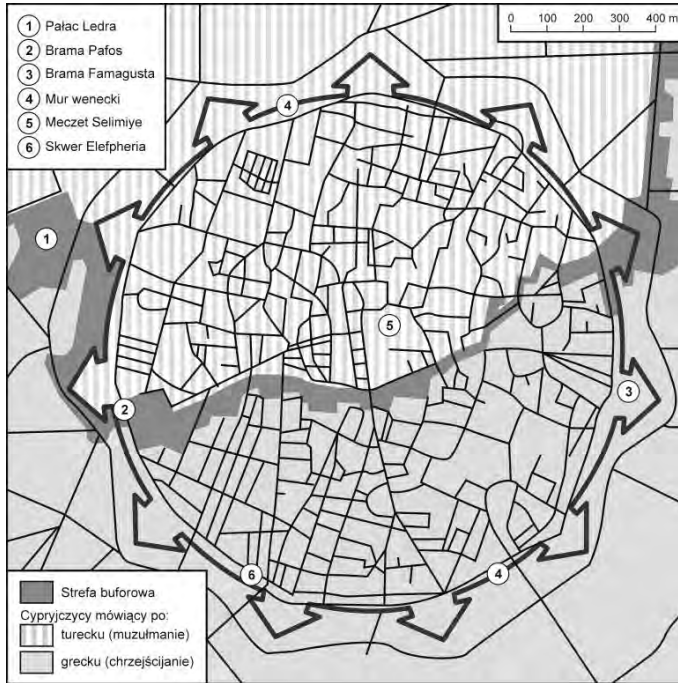 1 Pałac Ledra
2 Brama Pafos
3 Brama Famagusta
4 Mur wenecki
5 Meczet Selimiye
6 Skwer Elefpheria
0 100 200 300 400 m
4
1
5
2
3
6
4
Strefa buforowa
Cypryjczycy mówiący po:
turecku (muzułmanie)
grecku (chrześcijanie)